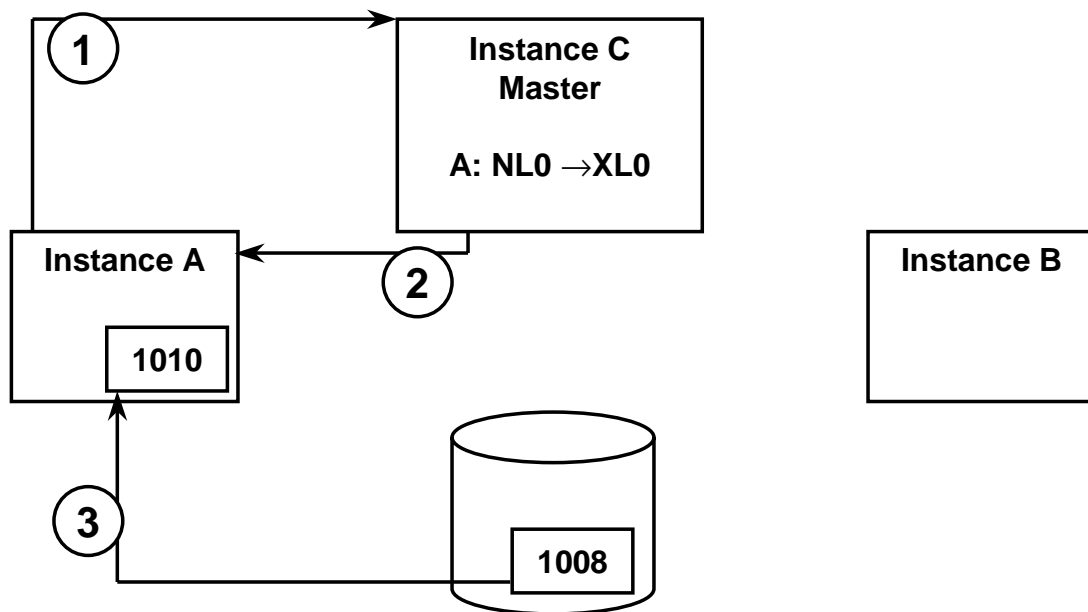 1
Instance C
Master
A: NL0 →XL0
Instance A
2
Instance B
1010
3
1008